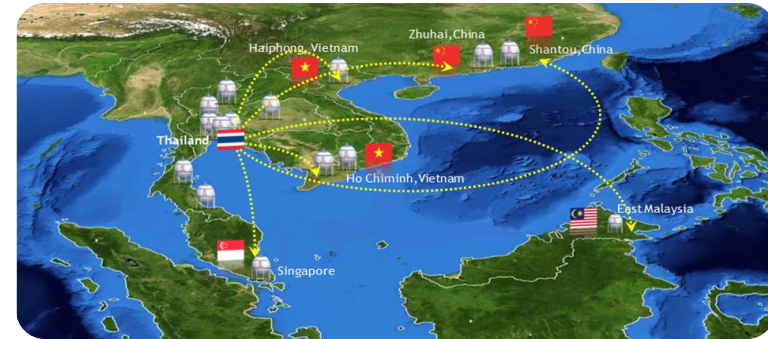 Zhuhai,China
Haiphong, Vietnam
Shantou,China
Thailand
Ho Chiminh,Vietnam
East Malaysia
Singapore